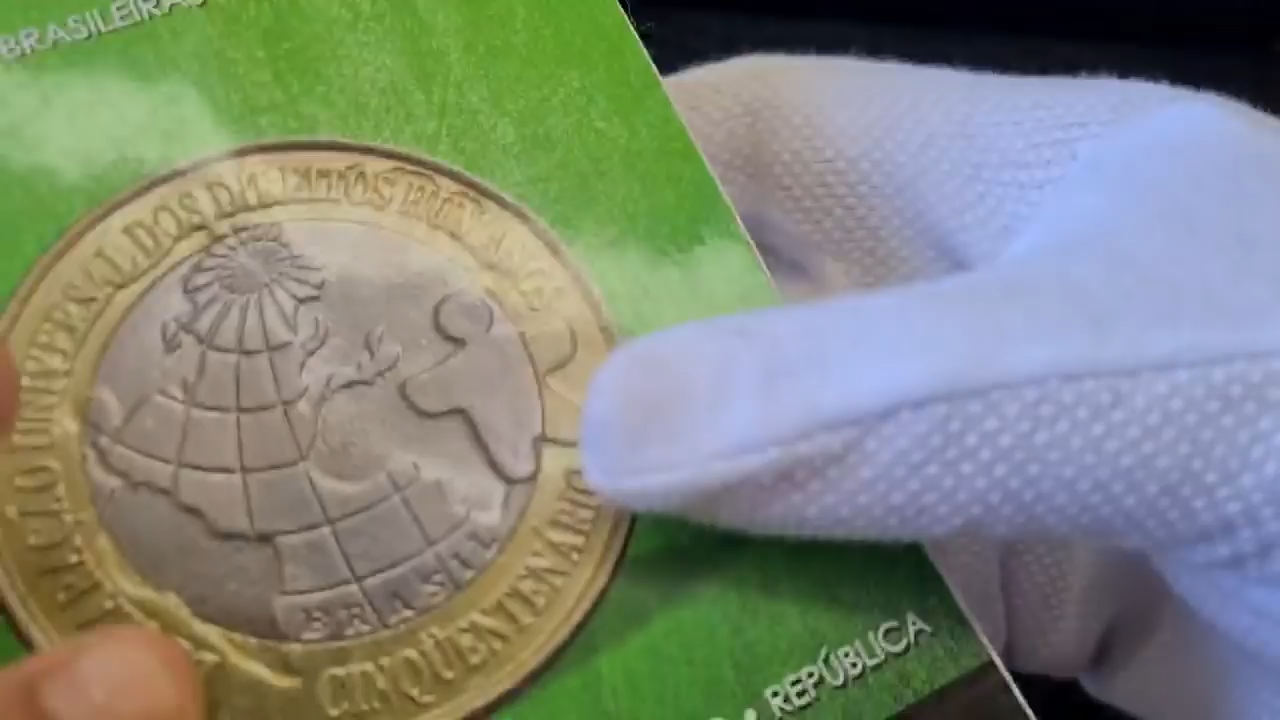 BRASILEIRAS
UNIVERSAL DOS DIREITOS HUMANOS
BRASIL
CINQÜENTENÁRIO
REPÚBLICA